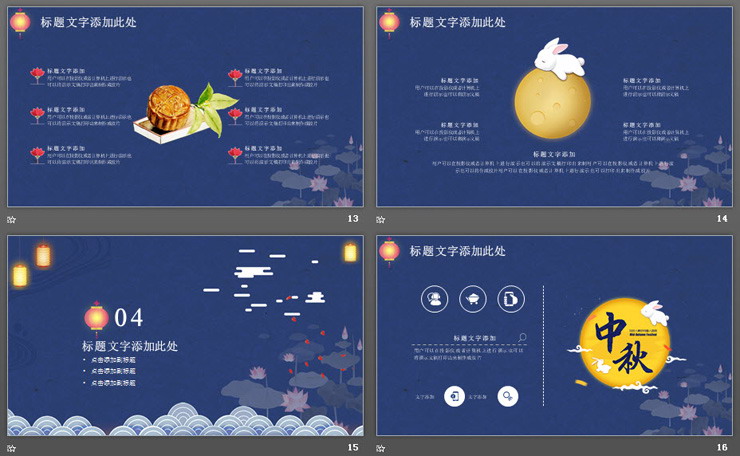 标题文字添加此处
标题文字添加
用户可以在投影仪或者计算机上进行演示也
可以将演示文稿打印出来制作成胶片
标题文字添加
用户可以在投影仪或者计算机上进行演示也
可以将演示文稿打印出来制作成胶片
标题文字添加
用户可以在投影仪或者计算机上进行演示也
可以将演示文稿打印出来制作成胶片
标题文字添加
用户可以在投影仪或者计算机上进行演示也
可以将演示文稿打印出来制作成胶片
标题文字添加
用户可以在投影仪或者计算机上进行演示也
可以将演示文稿打印出来制作成胶片
标题文字添加
用户可以在投影仪或者计算机上进行演示也
可以将演示文稿打印出来制作成胶片
13
标题文字添加此处
标题文字添加
用户可以在投影仪或者计算机上
进行演示也可以将演示文稿
标题文字添加
用户可以在投影仪或者计算机上
进行演示也可以将演示文稿
标题文字添加
用户可以在投影仪或者计算机上
进行演示也可以将演示文稿
标题文字添加
用户可以在投影仪或者计算机上
进行演示也可以将演示文稿
标题文字添加
用户可以在投影仪或者计算机上进行演示也可以将演示文稿打印出来制用户可以在投影仪或者计算机上进行演
示也可以将作成胶片用户可以在投影仪或者计算机上进行演示也可以将演示文稿打印出来制作成胶片
14
04
标题文字添加此处
• 点击添加副标题
• 点击添加副标题
• 点击添加副标题
15
标题文字添加此处
标题文字添加
用户可以在投影仪或者计算机上进行演示也可以
将演示文稿打印出来制作成胶片
文字添加
文字添加
中秋
Mid Autumn Festival
16